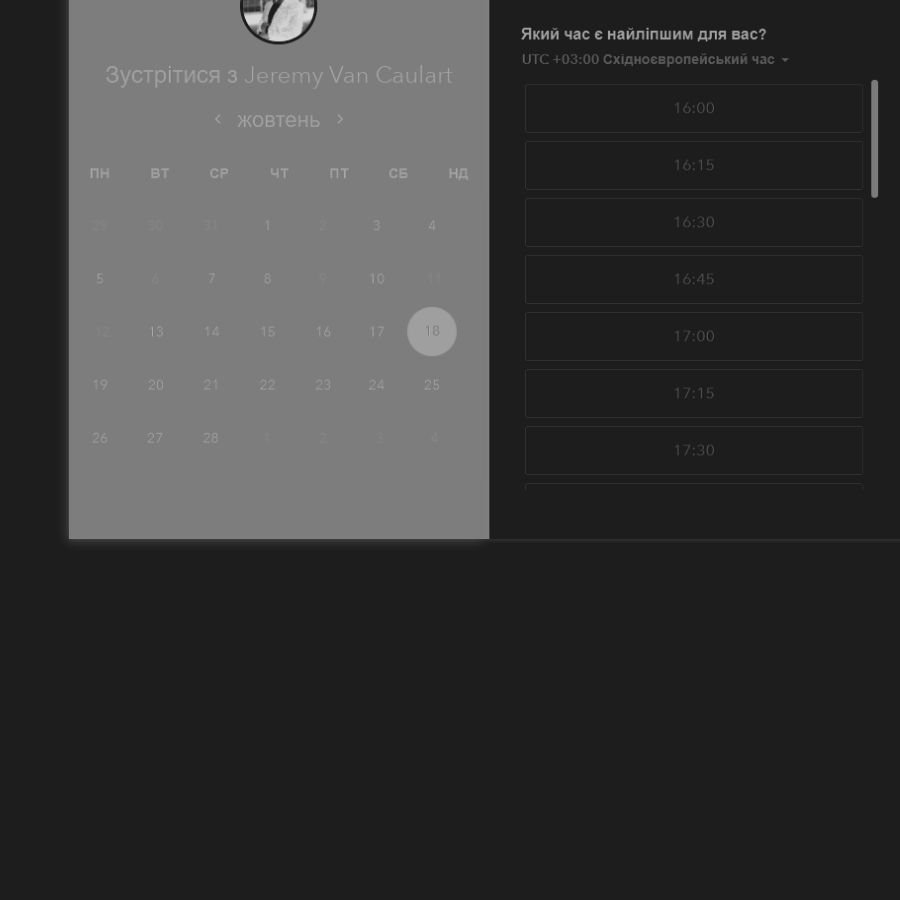 Зустрітися з Jeremy Van Caulart
жовтень
ПН ВТ СР ЧТ ПТ СБ НД
29 30 31 1 2 3 4
5 6 7 8 9 10 11
12 13 14 15 16 17 18
19 20 21 22 23 24 25
26 27 28 1 2 3 4
Який час є найліпшим для вас?
UTC +03:00 Східноєвропейський час
16:00
16:15
16:30
16:45
17:00
17:15
17:30